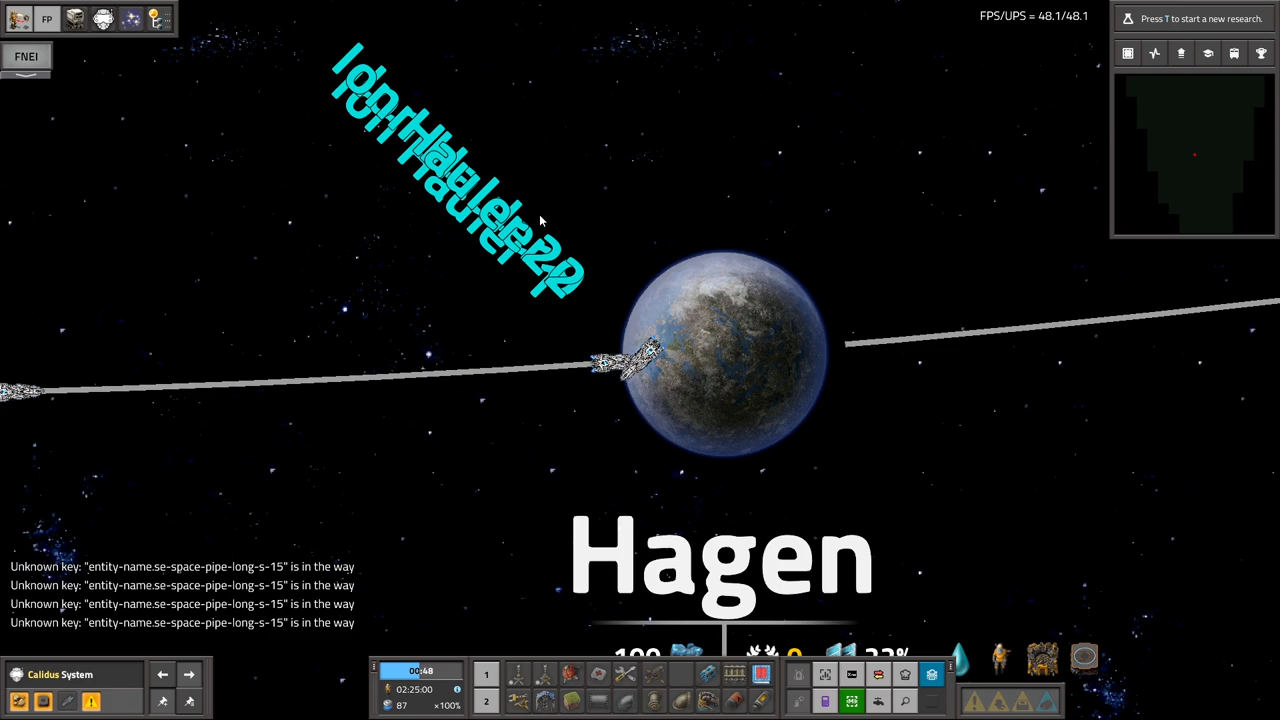 FP
FPS/UPS = 48.1/48.1
Press T to start a new research.
FNEI
Hagen
Unknown key: "entity-name.se-space-pipe-long-s-15" is in the way
Unknown key: "entity-name.se-space-pipe-long-s-15" is in the way
Unknown key: "entity-name.se-space-pipe-long-s-15" is in the way
Unknown key: "entity-name.se-space-pipe-long-s-15" is in the way
Calidus System
00:48
02:25:00
87 ×100%
1
2